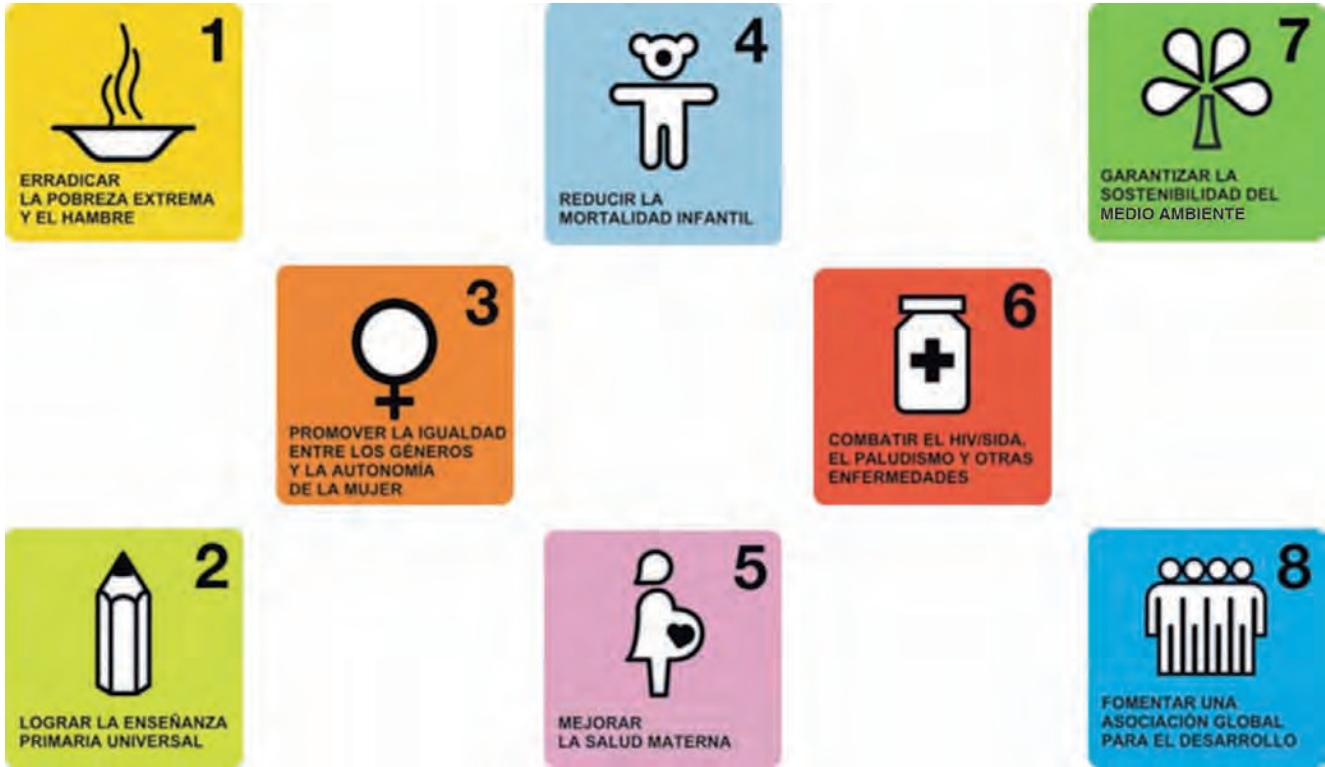 1
ERRADICAR
LA POBREZA EXTREMA
Y EL HAMBRE
2
LOGRAR LA ENSEÑANZA
PRIMARIA UNIVERSAL
3
PROMOVER LA IGUALDAD
ENTRE LOS GÉNEROS
Y LA AUTONOMÍA
DE LA MUJER
4
REDUCIR LA
MORTALIDAD INFANTIL
5
MEJORAR
LA SALUD MATERNA
6
COMBATIR EL HIV/SIDA,
EL PALUDISMO Y OTRAS
ENFERMEDADES
7
GARANTIZAR LA
SOSTENIBILIDAD DEL
MEDIO AMBIENTE
8
FOMENTAR UNA
ASOCIACIÓN GLOBAL
PARA EL DESARROLLO